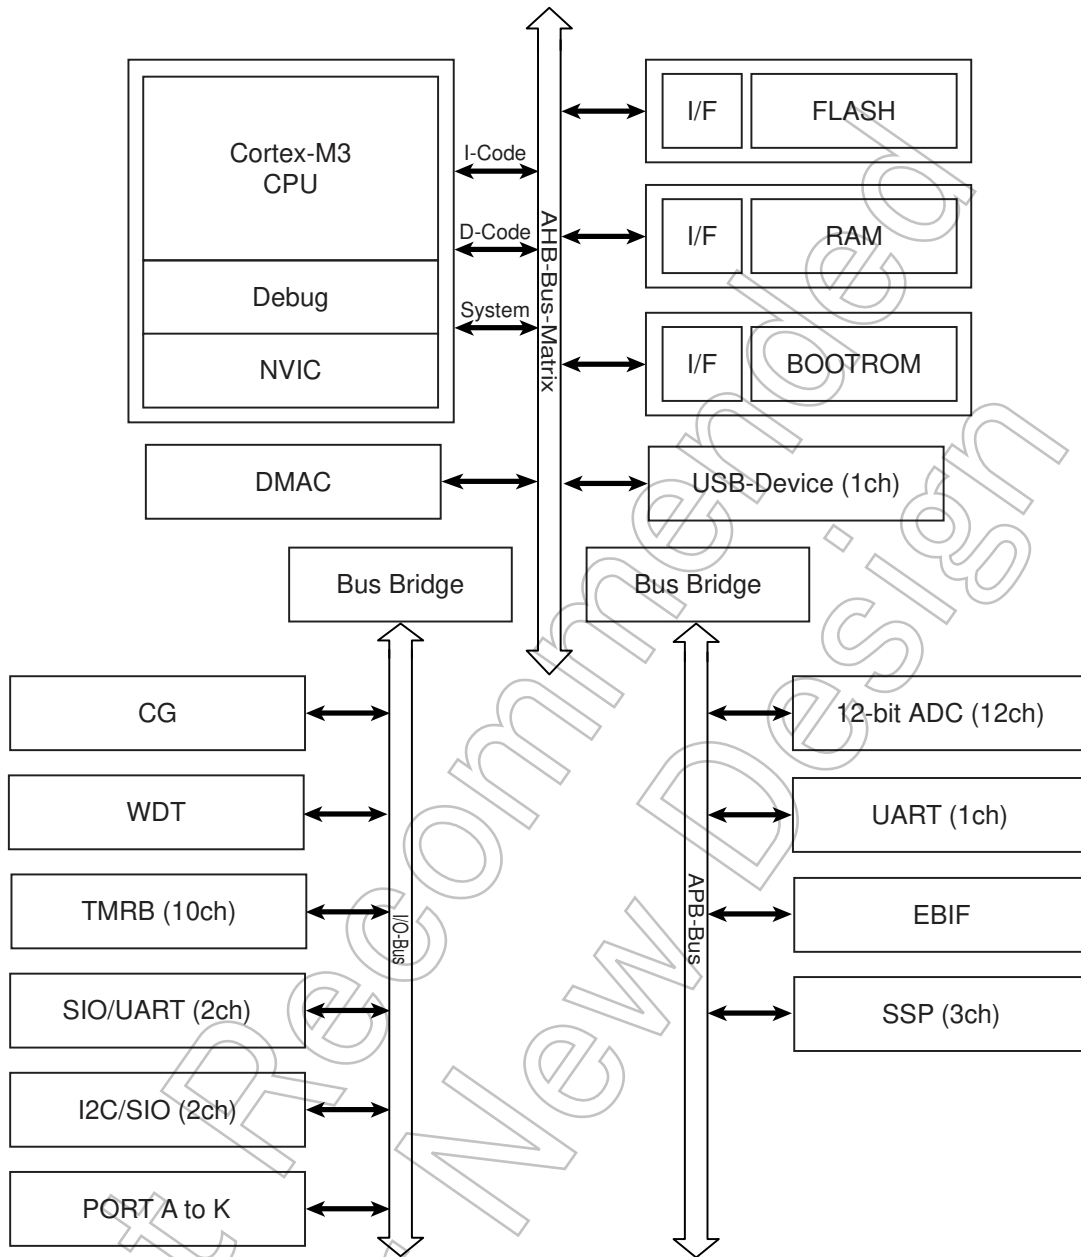 Cortex-M3
CPU
Debug
NVIC
I-Code
D-Code
System
AHB-Bus-Matrix
I/F
FLASH
I/F
RAM
I/F
BOOTROM
DMAC
USB-Device (1ch)
Bus Bridge
Bus Bridge
CG
WDT
TMRB (10ch)
SIO/UART (2ch)
I2C/SIO (2ch)
PORT A to K
I/O-Bus
APB-Bus
12-bit ADC (12ch)
UART (1ch)
EBIF
SSP (3ch)
t Recommended
New Design